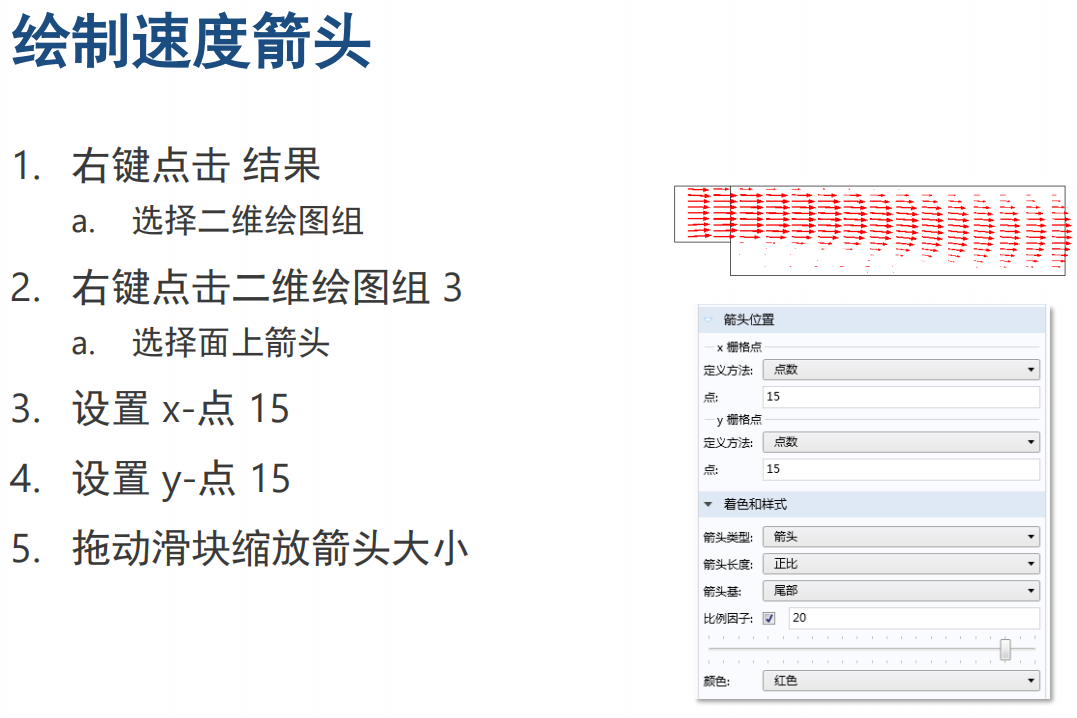 绘制速度箭头
1. 右键点击 结果
a. 选择二维绘图组
2. 右键点击二维绘图组 3
a. 选择面上箭头
3. 设置 x-点 15
4. 设置 y-点 15
5. 拖动滑块缩放箭头大小
箭头位置
x 栅格点
定义方法: 点数
点: 15
y 栅格点
定义方法: 点数
点: 15
着色和样式
箭头类型: 箭头
箭头长度: 正比
箭头基: 尾部
比例因子: 20
颜色: 红色